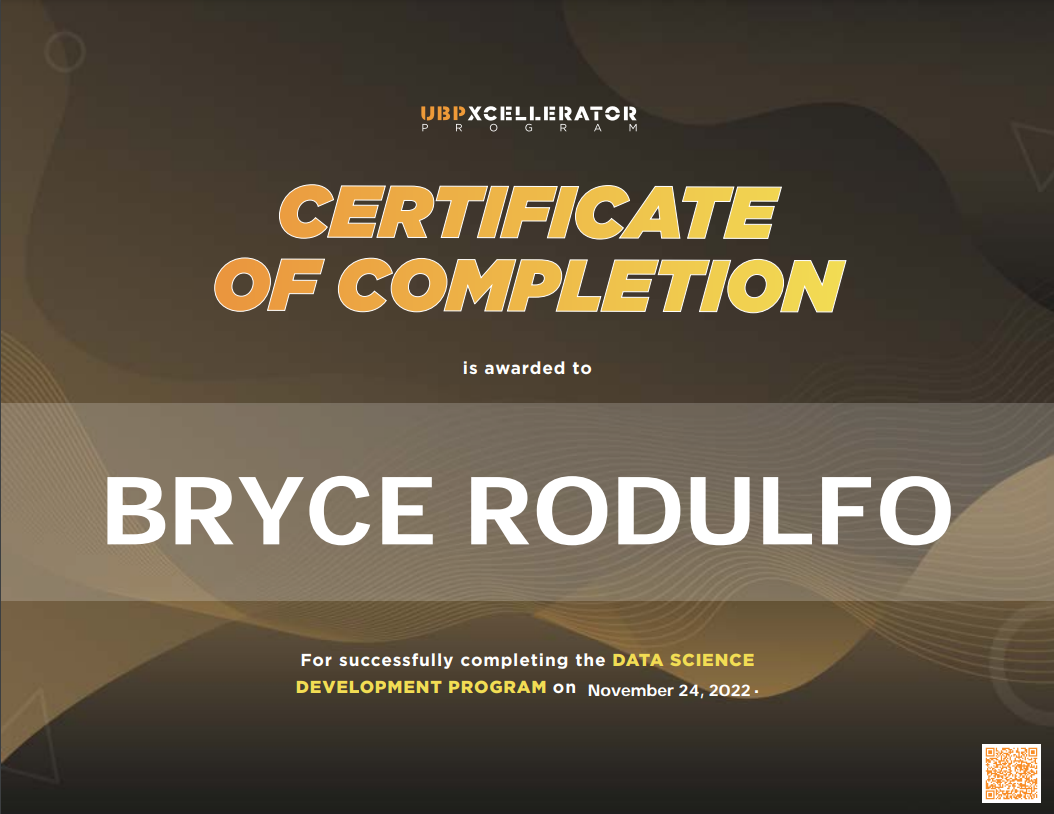 UBPXCELLERATOR
PROGRAM
CERTIFICATE
OF COMPLETION
is awarded to
BRYCE RODULFO
For successfully completing the DATA SCIENCE
DEVELOPMENT PROGRAM on November 24, 2022.